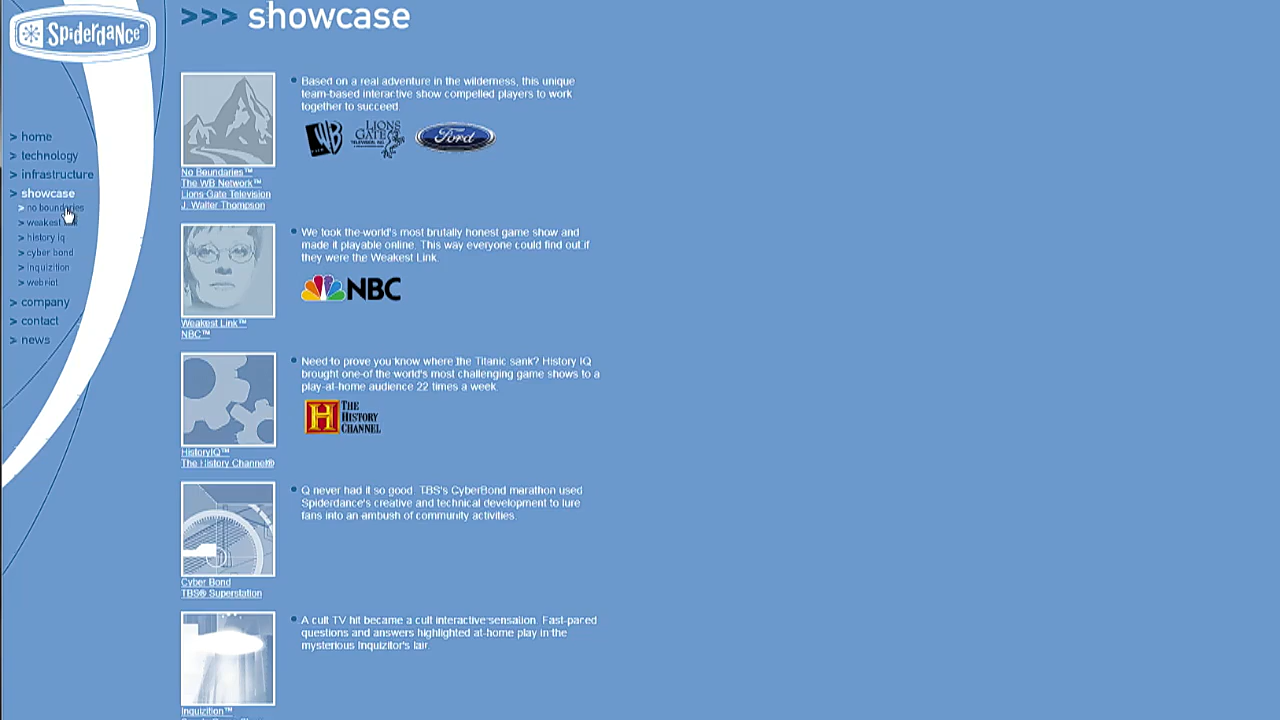 Spiderdance
>>> showcase
> home
> technology
> infrastructure
> showcase
> no boundaries
> weakest link
> history iq
> cyber bond
> inquizition
> webriot
> company
> contact
> news
No Boundaries™
The WB Network™
Lions Gate Television
J. Walter Thompson
Based on a real adventure in the wilderness, this unique
team-based interactive show compelled players to work
together to succeed.
WB
LIONS
GATE
TELEVISION INC.
Ford
Weakest Link™
NBC™
We took the world's most brutally honest game show and
made it playable online. This way everyone could find out if
they were the Weakest Link.
NBC
HistoryIQ™
The History Channel®
Need to prove you know where the Titanic sank? History IQ
brought one of the world's most challenging game shows to a
play-at-home audience 22 times a week.
H THE
HISTORY
CHANNEL
Cyber Bond
TBS® Superstation
Q never had it so good. TBS's CyberBond marathon used
Spiderdance's creative and technical development to lure
fans into an ambush of community activities.
Inquizition™
A cult TV hit became a cult interactive sensation. Fast-paced
questions and answers highlighted at-home play in the
mysterious Inquizitor's lair.